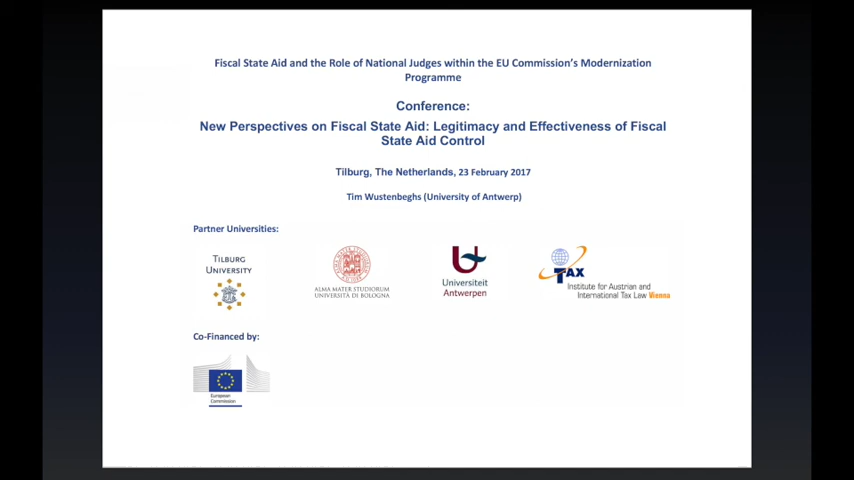 Fiscal State Aid and the Role of National Judges within the EU Commission's Modernization
Programme
Conference:
New Perspectives on Fiscal State Aid: Legitimacy and Effectiveness of Fiscal
State Aid Control
Tilburg, The Netherlands, 23 February 2017
Tim Wustenbeghs (University of Antwerp)
Partner Universities:
TILBURG
UNIVERSITY
ALMA MATER STUDIORUM
UNIVERSITÀ DI BOLOGNA
Universiteit
Antwerpen
TAX
Institute for Austrian and
International Tax Law Vienna
Co-Financed by:
European
Commission